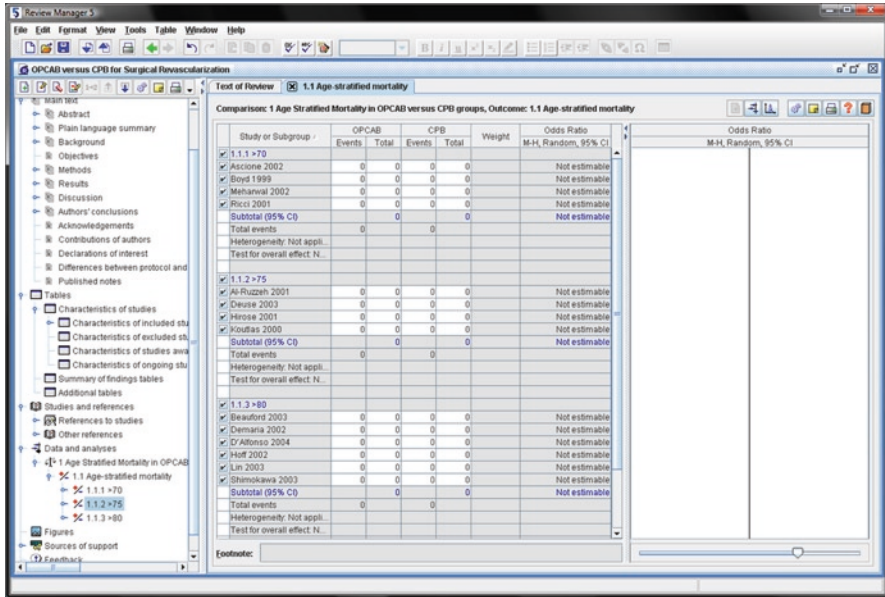 Review Manager 5
File Edit Format View Tools Table Window Help
OPCAB versus CPB for Surgical Revascularization
Text of Review 1.1 Age-stratified mortality
Main text
Abstract
Plain language summary
Background
Objectives
Methods
Results
Discussion
Authors' conclusions
Acknowledgements
Contributions of authors
Declarations of interest
Differences between protocol and
Published notes
Tables
Characteristics of studies
Characteristics of included stu
Characteristics of excluded stu
Characteristics of studies awa
Characteristics of ongoing stu
Summary of findings tables
Additional tables
Studies and references
References to studies
Other references
Data and analyses
1 Age Stratified Mortality in OPCAB
1.1 Age-stratified mortality
1.1.1 >70
1.1.2 >75
1.1.3 >80
Figures
Sources of support
Feedback
Comparison: 1 Age Stratified Mortality in OPCAB versus CPB groups, Outcome: 1.1 Age-stratified mortality
Study or Subgroup OPCAB CPB Weight Odds Ratio Odds Ratio
Events Total Events Total M-H, Random, 95% CI M-H, Random, 95% CI
1.1.1 >70
Ascione 2002 0 0 0 0 Not estimable
Boyd 1999 0 0 0 0 Not estimable
Meharwal 2002 0 0 0 0 Not estimable
Ricci 2001 0 0 0 0 Not estimable
Subtotal (95% CI) 0 0 Not estimable
Total events 0 0
Heterogeneity: Not appli...
Test for overall effect: N...
1.1.2 >75
Al-Ruzzeh 2001 0 0 0 0 Not estimable
Deuse 2003 0 0 0 0 Not estimable
Hirose 2001 0 0 0 0 Not estimable
Koutlas 2000 0 0 0 0 Not estimable
Subtotal (95% CI) 0 0 Not estimable
Total events 0 0
Heterogeneity: Not appli...
Test for overall effect: N...
1.1.3 >80
Beauford 2003 0 0 0 0 Not estimable
Demaria 2002 0 0 0 0 Not estimable
D'Alfonso 2004 0 0 0 0 Not estimable
Hoff 2002 0 0 0 0 Not estimable
Lin 2003 0 0 0 0 Not estimable
Shimokawa 2003 0 0 0 0 Not estimable
Subtotal (95% CI) 0 0 Not estimable
Total events 0 0
Heterogeneity: Not appli...
Test for overall effect: N...
Footnote: